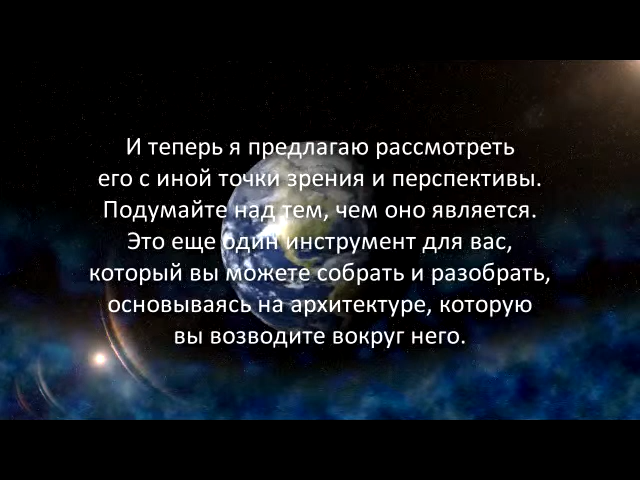 И теперь я предлагаю рассмотреть
его с иной точки зрения и перспективы.
Подумайте над тем, чем оно является.
Это еще один инструмент для вас,
который вы можете собрать и разобрать,
основываясь на архитектуре, которую
вы возводите вокруг него.